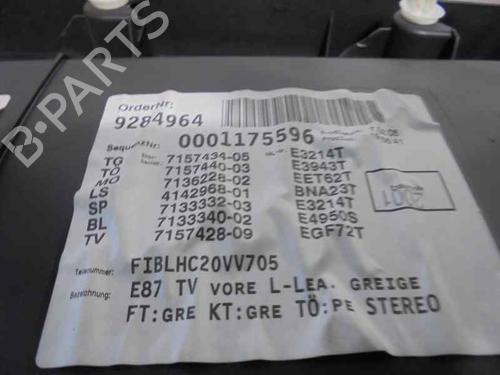 B-PARTS
OrderNr:
9284964
0001175596
TG 7157434-05 E3214T
TÖ 7157440-03 E3943T
MO 7136228-02 EET62T
LS 4142968-01 BNA23T
SP 7133332-03 E3214T
BL 7133340-02 E4950S
TV 7157428-09 EGF72T
Teilenummer: FIBLHC20VV705
Bezeichnung: E87 TV VORE L-LEA. GREIGE
FT:GRE KT:GRE TÖ:PE STEREO